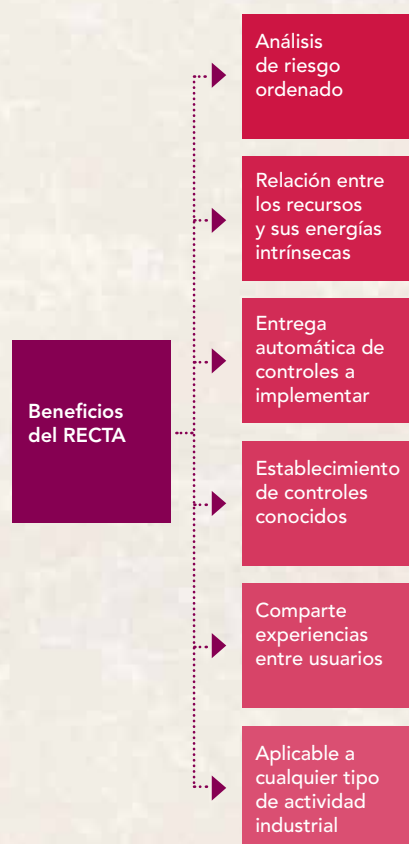 Análisis
de riesgo
ordenado
Relación entre
los recursos
y sus energías
intrínsecas
Entrega
automática de
controles a
implementar
Beneficios
del RECTA
Establecimiento
de controles
conocidos
Comparte
experiencias
entre usuarios
Aplicable a
cualquier tipo
de actividad
industrial